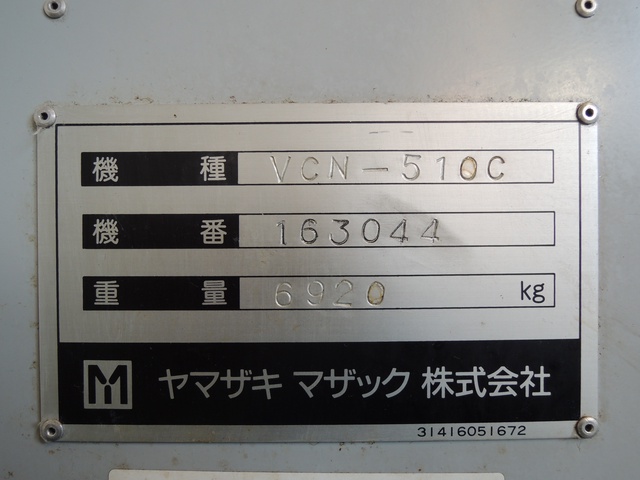 機種 VCN-510C
機番 163044
重量 6920 kg
M ヤマザキ マザック 株式会社
31416051672